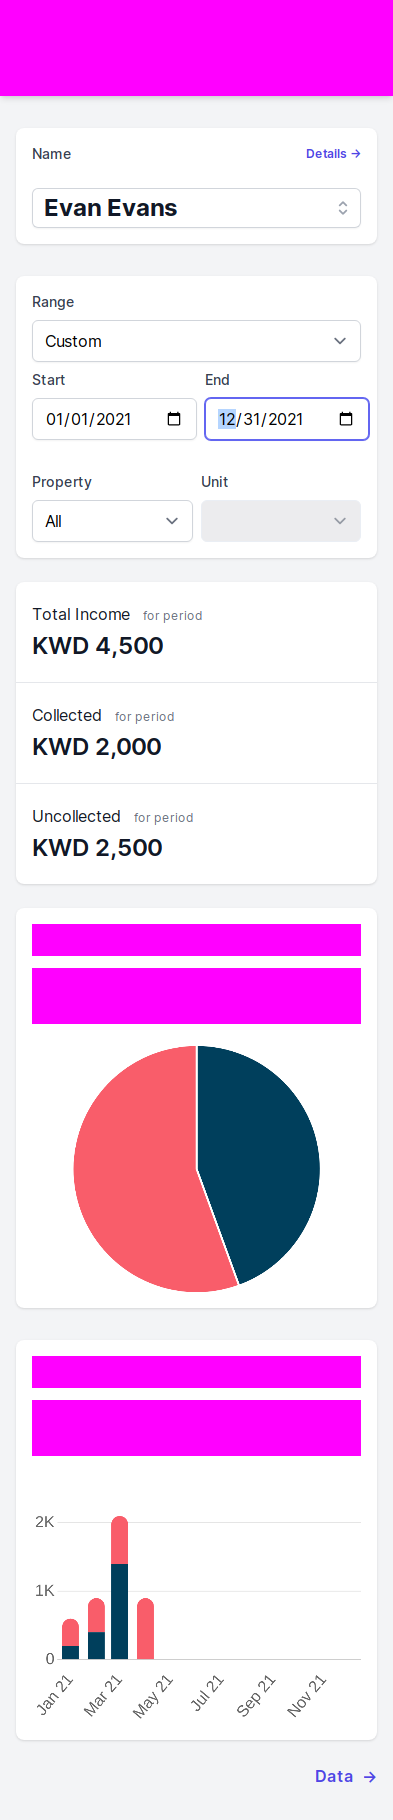 Name
Details →
Evan Evans
Range
Custom
Start
End
01/01/2021
12/31/2021
Property
Unit
All
Total Income for period
KWD 4,500
Collected for period
KWD 2,000
Uncollected for period
KWD 2,500
2K
1K
0
Jan 21
Mar 21
May 21
Jul 21
Sep 21
Nov 21
Data →